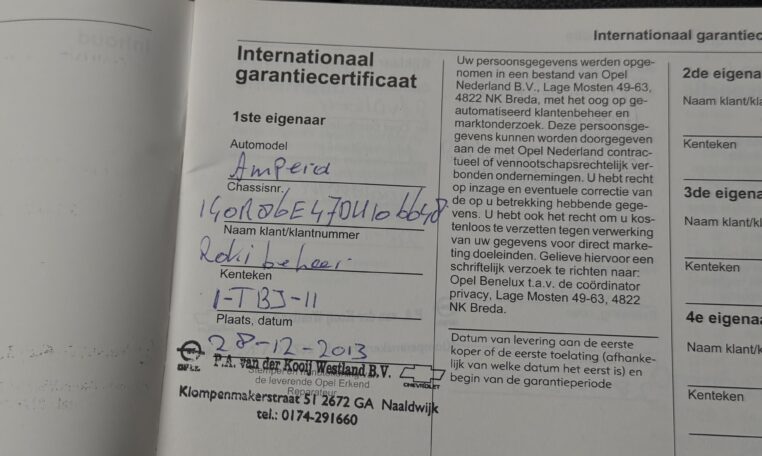 Internationaal garantiec
Internationaal
garantiecertificaat
1ste eigenaar
Automodel
Ampera
Chassisnr.
Naam klant/klantnummer
Roki beheer
Kenteken
1-TBJ-11
Plaats, datum
28-12-2013
P.A. van der Kooij Westland B.V.
de leverende Opel Erkend
Reparateur
CHEVROLET
Klompenmakerstraat 51 2672 GA Naaldwijk
tel.: 0174-291660
Uw persoonsgegevens werden opge-
nomen in een bestand van Opel
Nederland B.V., Lage Mosten 49-63,
4822 NK Breda, met het oog op ge-
automatiseerd klantenbeheer en
marktonderzoek. Deze persoonsge-
gevens kunnen worden doorgegeven
aan de met Opel Nederland contrac-
tueel of vennootschapsrechtelijk ver-
bonden ondernemingen. U hebt recht
op inzage en eventuele correctie van
de op u betrekking hebbende gege-
vens. U hebt ook het recht om u kos-
tenloos te verzetten tegen verwerking
van uw gegevens voor direct marke-
ting doeleinden. Gelieve hiervoor een
schriftelijk verzoek te richten naar:
Opel Benelux t.a.v. de coördinator
privacy, Lage Mosten 49-63, 4822
NK Breda.
Datum van levering aan de eerste
koper of de eerste toelating (afhanke-
lijk van welke datum het eerst is) en
begin van de garantieperiode
2de eigena
Naam klant/kla
Kenteken
3de eigena
Naam klant/kl
Kenteken
4e eigena
Naam klant/k
Kenteken